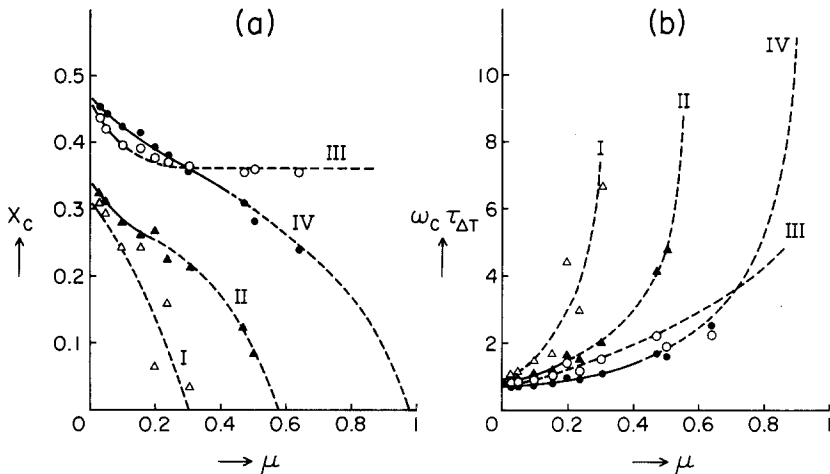 (a)
(b)
0.5
0.4
0.3
0.2
0.1
0
X_C
↑
III
IV
II
I
0 0.2 0.4 0.6 0.8 1
→ μ
10
8
6
4
2
0
ω_C τ_ΔT
↑
I
II
IV
III
0.2 0.4 0.6 0.8 1
→ μ